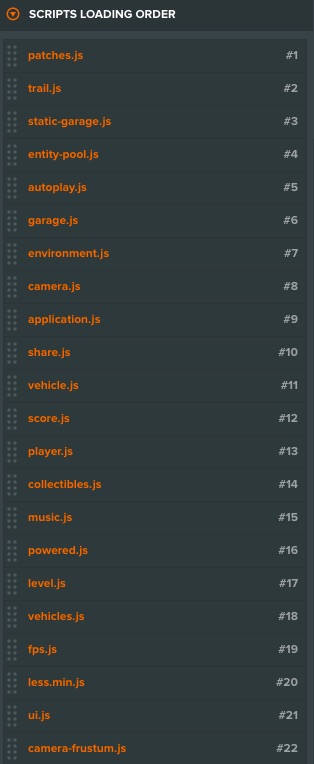 SCRIPTS LOADING ORDER
patches.js #1
trail.js #2
static-garage.js #3
entity-pool.js #4
autoplay.js #5
garage.js #6
environment.js #7
camera.js #8
application.js #9
share.js #10
vehicle.js #11
score.js #12
player.js #13
collectibles.js #14
music.js #15
powered.js #16
level.js #17
vehicles.js #18
fps.js #19
less.min.js #20
ui.js #21
camera-frustum.js #22